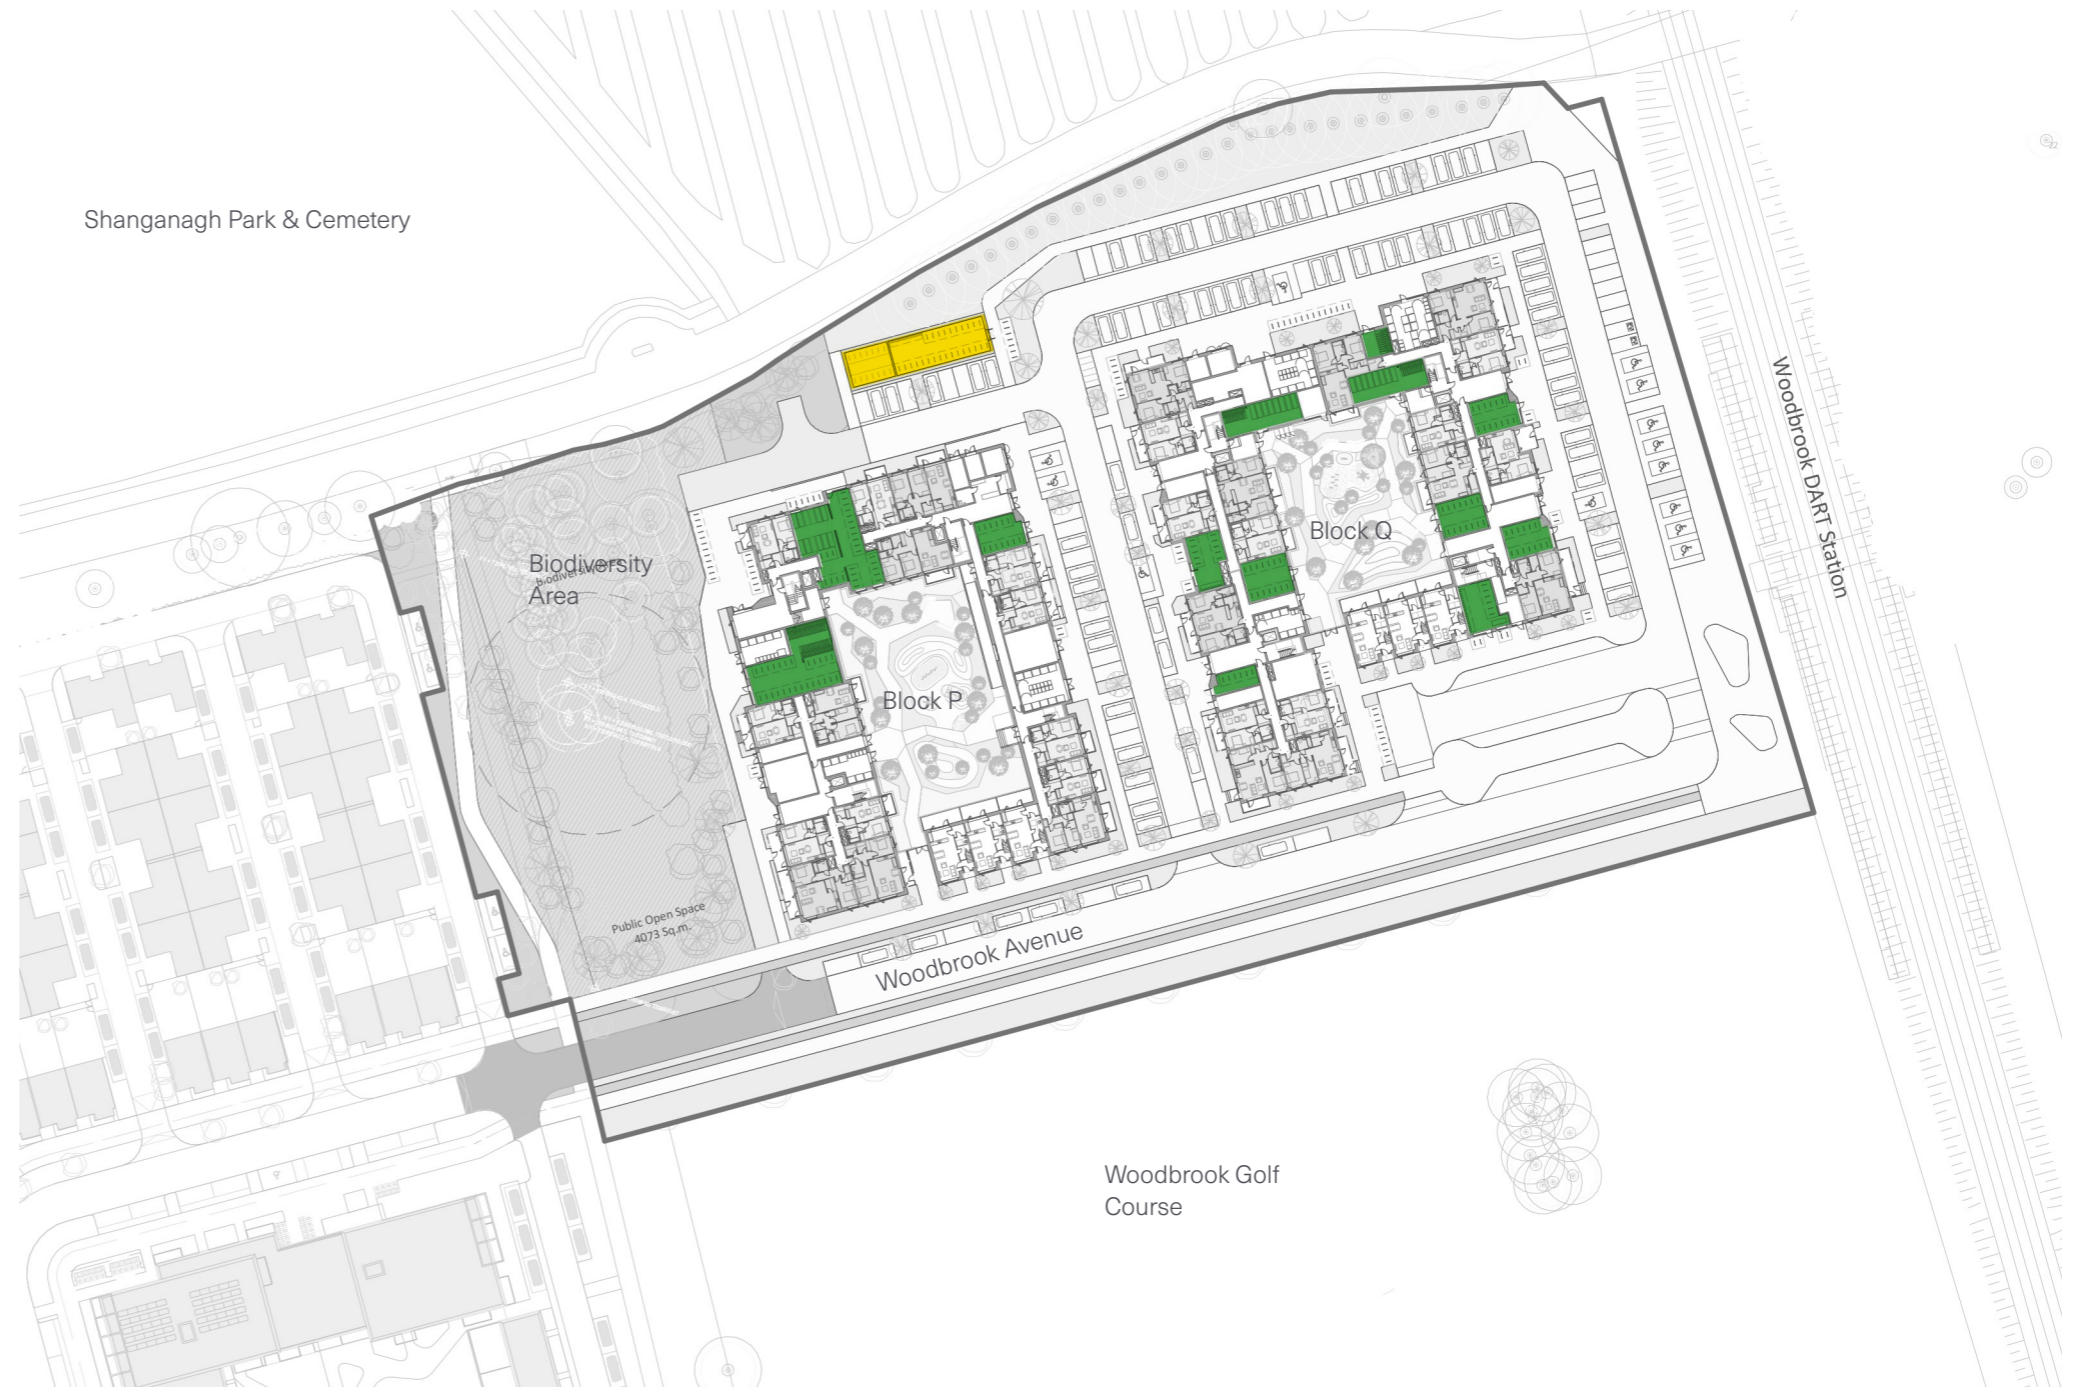 Shanganagh Park & Cemetery
22
Woodbrook DART Station
Block Q
Biodiversity
Area
Block P
Public Open Space
4073 Sq.m.
Woodbrook Avenue
Woodbrook Golf
Course